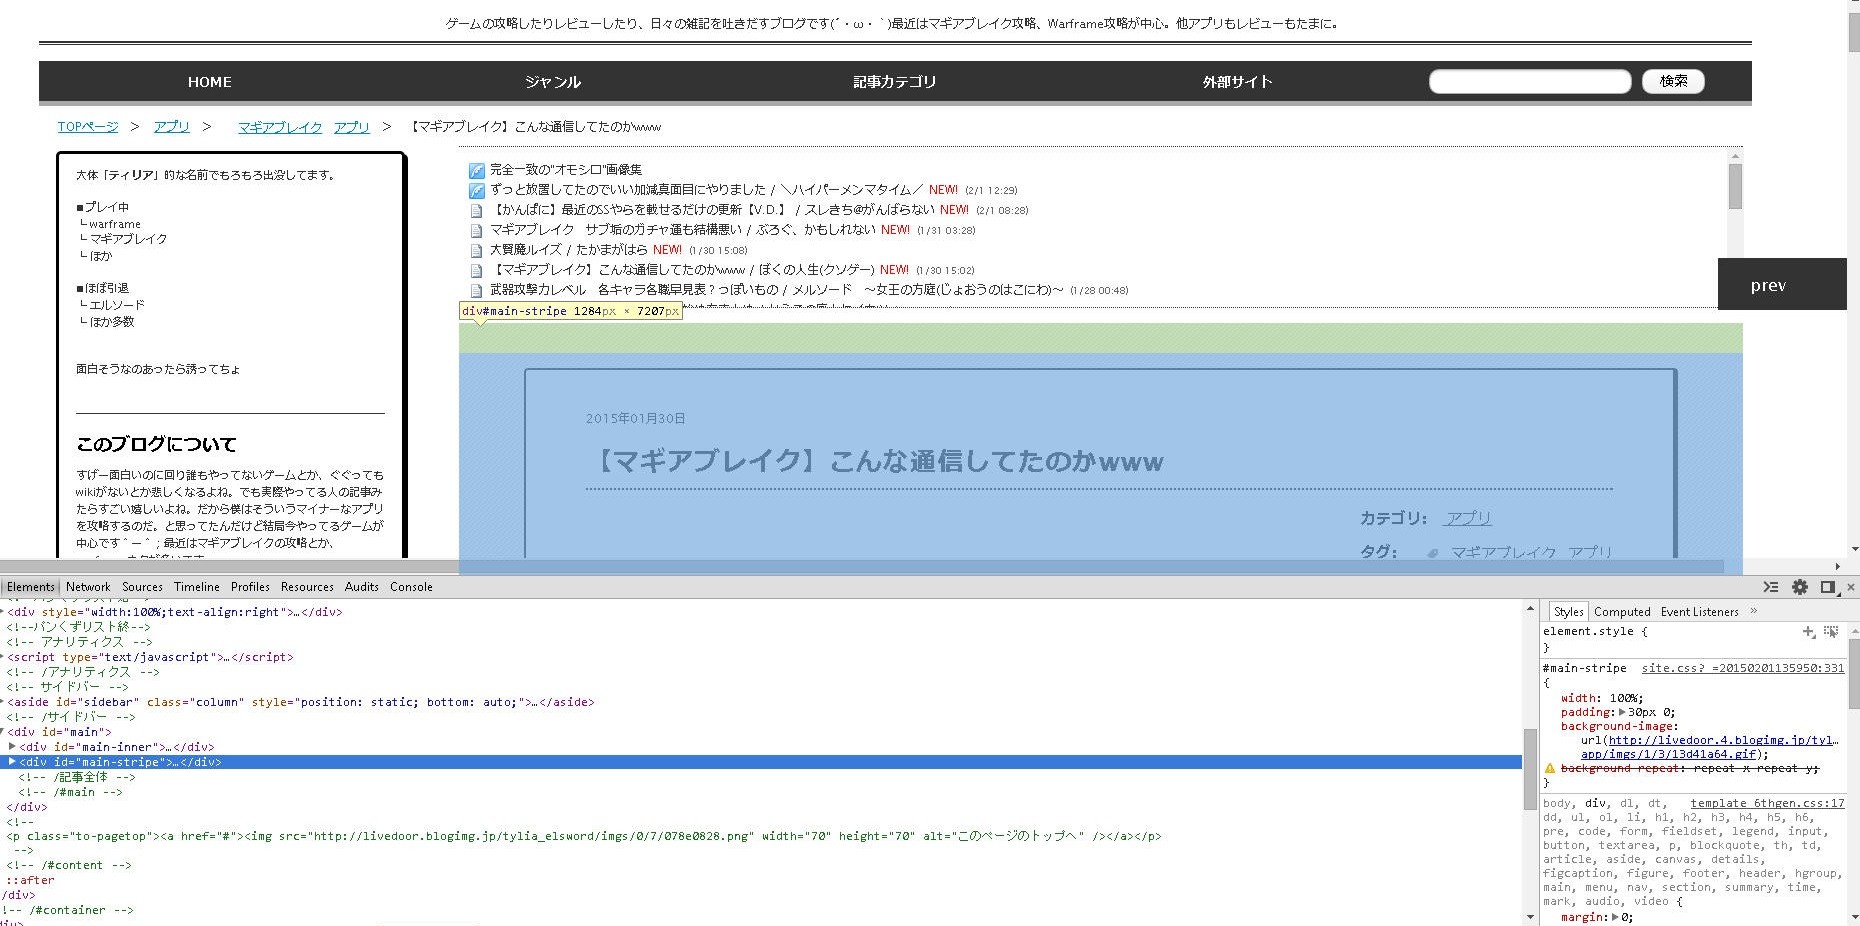 ゲームの攻略したりレビューしたり、日々の雑記を吐きだすブログです(´・ω・｀)最近はマギアブレイク攻略、Warframe攻略が中心。他アプリもレビューもたまに。
HOME ジャンル 記事カテゴリ 外部サイト 検索
TOPページ > アプリ > マギアブレイク アプリ > 【マギアブレイク】こんな通信してたのかwww
大体「ティリア」的な名前でもろもろ出没してます。
■プレイ中
└warframe
└マギアブレイク
└ほか
■ほぼ引退
└エルソード
└ほか多数
面白そうなのあったら誘ってちょ
このブログについて
すげー面白いのに回り誰もやってないゲームとか、ぐぐっても
wikiがないとか悲しくなるよね。でも実際やってる人の記事み
たらすごい嬉しいよね。だから僕はそういうマイナーなアプリ
を攻略するのだ。と思ってたんだけど結局今やってるゲームが
中心です＾ー＾；最近はマギアブレイクの攻略とか、
完全一致の"オモシロ"画像集
ずっと放置してたのでいい加減真面目にやりました / ＼ハイパーメンマタイム／ NEW! (2/1 12:29)
【かんぱに】最近のSSやらを載せるだけの更新【V.D.】 / スレきち@がんばらない NEW! (2/1 08:28)
マギアブレイク　サブ垢のガチャ運も結構悪い / ぶろぐ、かもしれない NEW! (1/31 03:28)
大賢魔ルイズ / たかまがはら NEW! (1/30 15:08)
【マギアブレイク】こんな通信してたのかwww / ぼくの人生(クソゲー) NEW! (1/30 15:02)
武器攻撃力レベル　各キャラ各職早見表？っぽいもの / メルソード　～女王の方庭(じょおうのはこにわ)～ (1/28 00:48)
prev
div#main-stripe 1284px × 7207px
2015年01月30日
【マギアブレイク】こんな通信してたのかwww
カテゴリ： アプリ
タグ： マギアブレイク アプリ
Elements Network Sources Timeline Profiles Resources Audits Console
<div style="width:100%;text-align:right">…</div>
<!--パンくずリスト終-->
<!-- アナリティクス -->
<script type="text/javascript">…</script>
<!-- /アナリティクス -->
<!-- サイドバー -->
<aside id="sidebar" class="column" style="position: static; bottom: auto;">…</aside>
<!-- /サイドバー -->
<div id="main">
<div id="main-inner">…</div>
<div id="main-stripe">…</div>
<!-- /記事全体 -->
<!-- /#main -->
</div>
<!--
<p class="to-pagetop"><a href="#"><img src="http://livedoor.blogimg.jp/tylia_elsword/imgs/0/7/078e0828.png" width="70" height="70" alt="このページのトップへ" /></a></p>
-->
<!-- /#content -->
::after
/div>
!-- /#container -->
Styles Computed Event Listeners »
element.style {
}
#main-stripe site.css?_=20150201135950:331
{
width: 100%;
padding: 30px 0;
background-image:
url(http://livedoor.4.blogimg.jp/tyl…
app/imgs/1/3/13d41a64.gif);
background-repeat: repeat-x repeat-y;
}
body, div, dl, dt, template_6thgen.css:17
dd, ul, ol, li, h1, h2, h3, h4, h5, h6,
pre, code, form, fieldset, legend, input,
button, textarea, p, blockquote, th, td,
article, aside, canvas, details,
figcaption, figure, footer, header, hgroup,
main, menu, nav, section, summary, time,
mark, audio, video {
margin: 0;